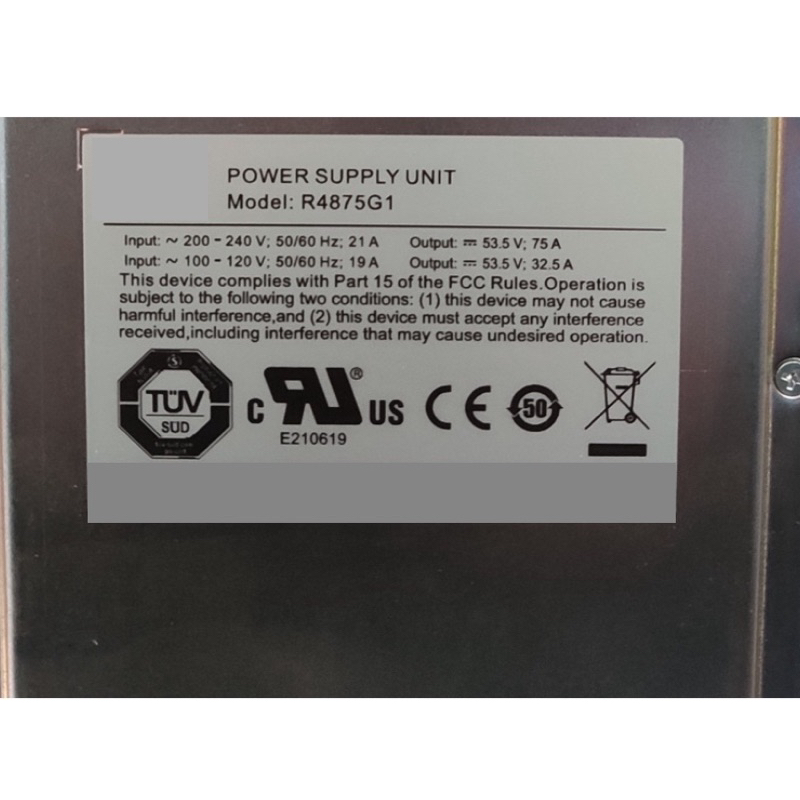 POWER SUPPLY UNIT
Model: R4875G1
Input: ~ 200 - 240 V; 50/60 Hz; 21 A Output: ⎓ 53.5 V; 75 A
Input: ~ 100 - 120 V; 50/60 Hz; 19 A Output: ⎓ 53.5 V; 32.5 A
This device complies with Part 15 of the FCC Rules.Operation is
subject to the following two conditions: (1) this device may not cause
harmful interference,and (2) this device must accept any interference
received,including interference that may cause undesired operation.
TÜV
SÜD
C RU ® US
E210619
CE
50